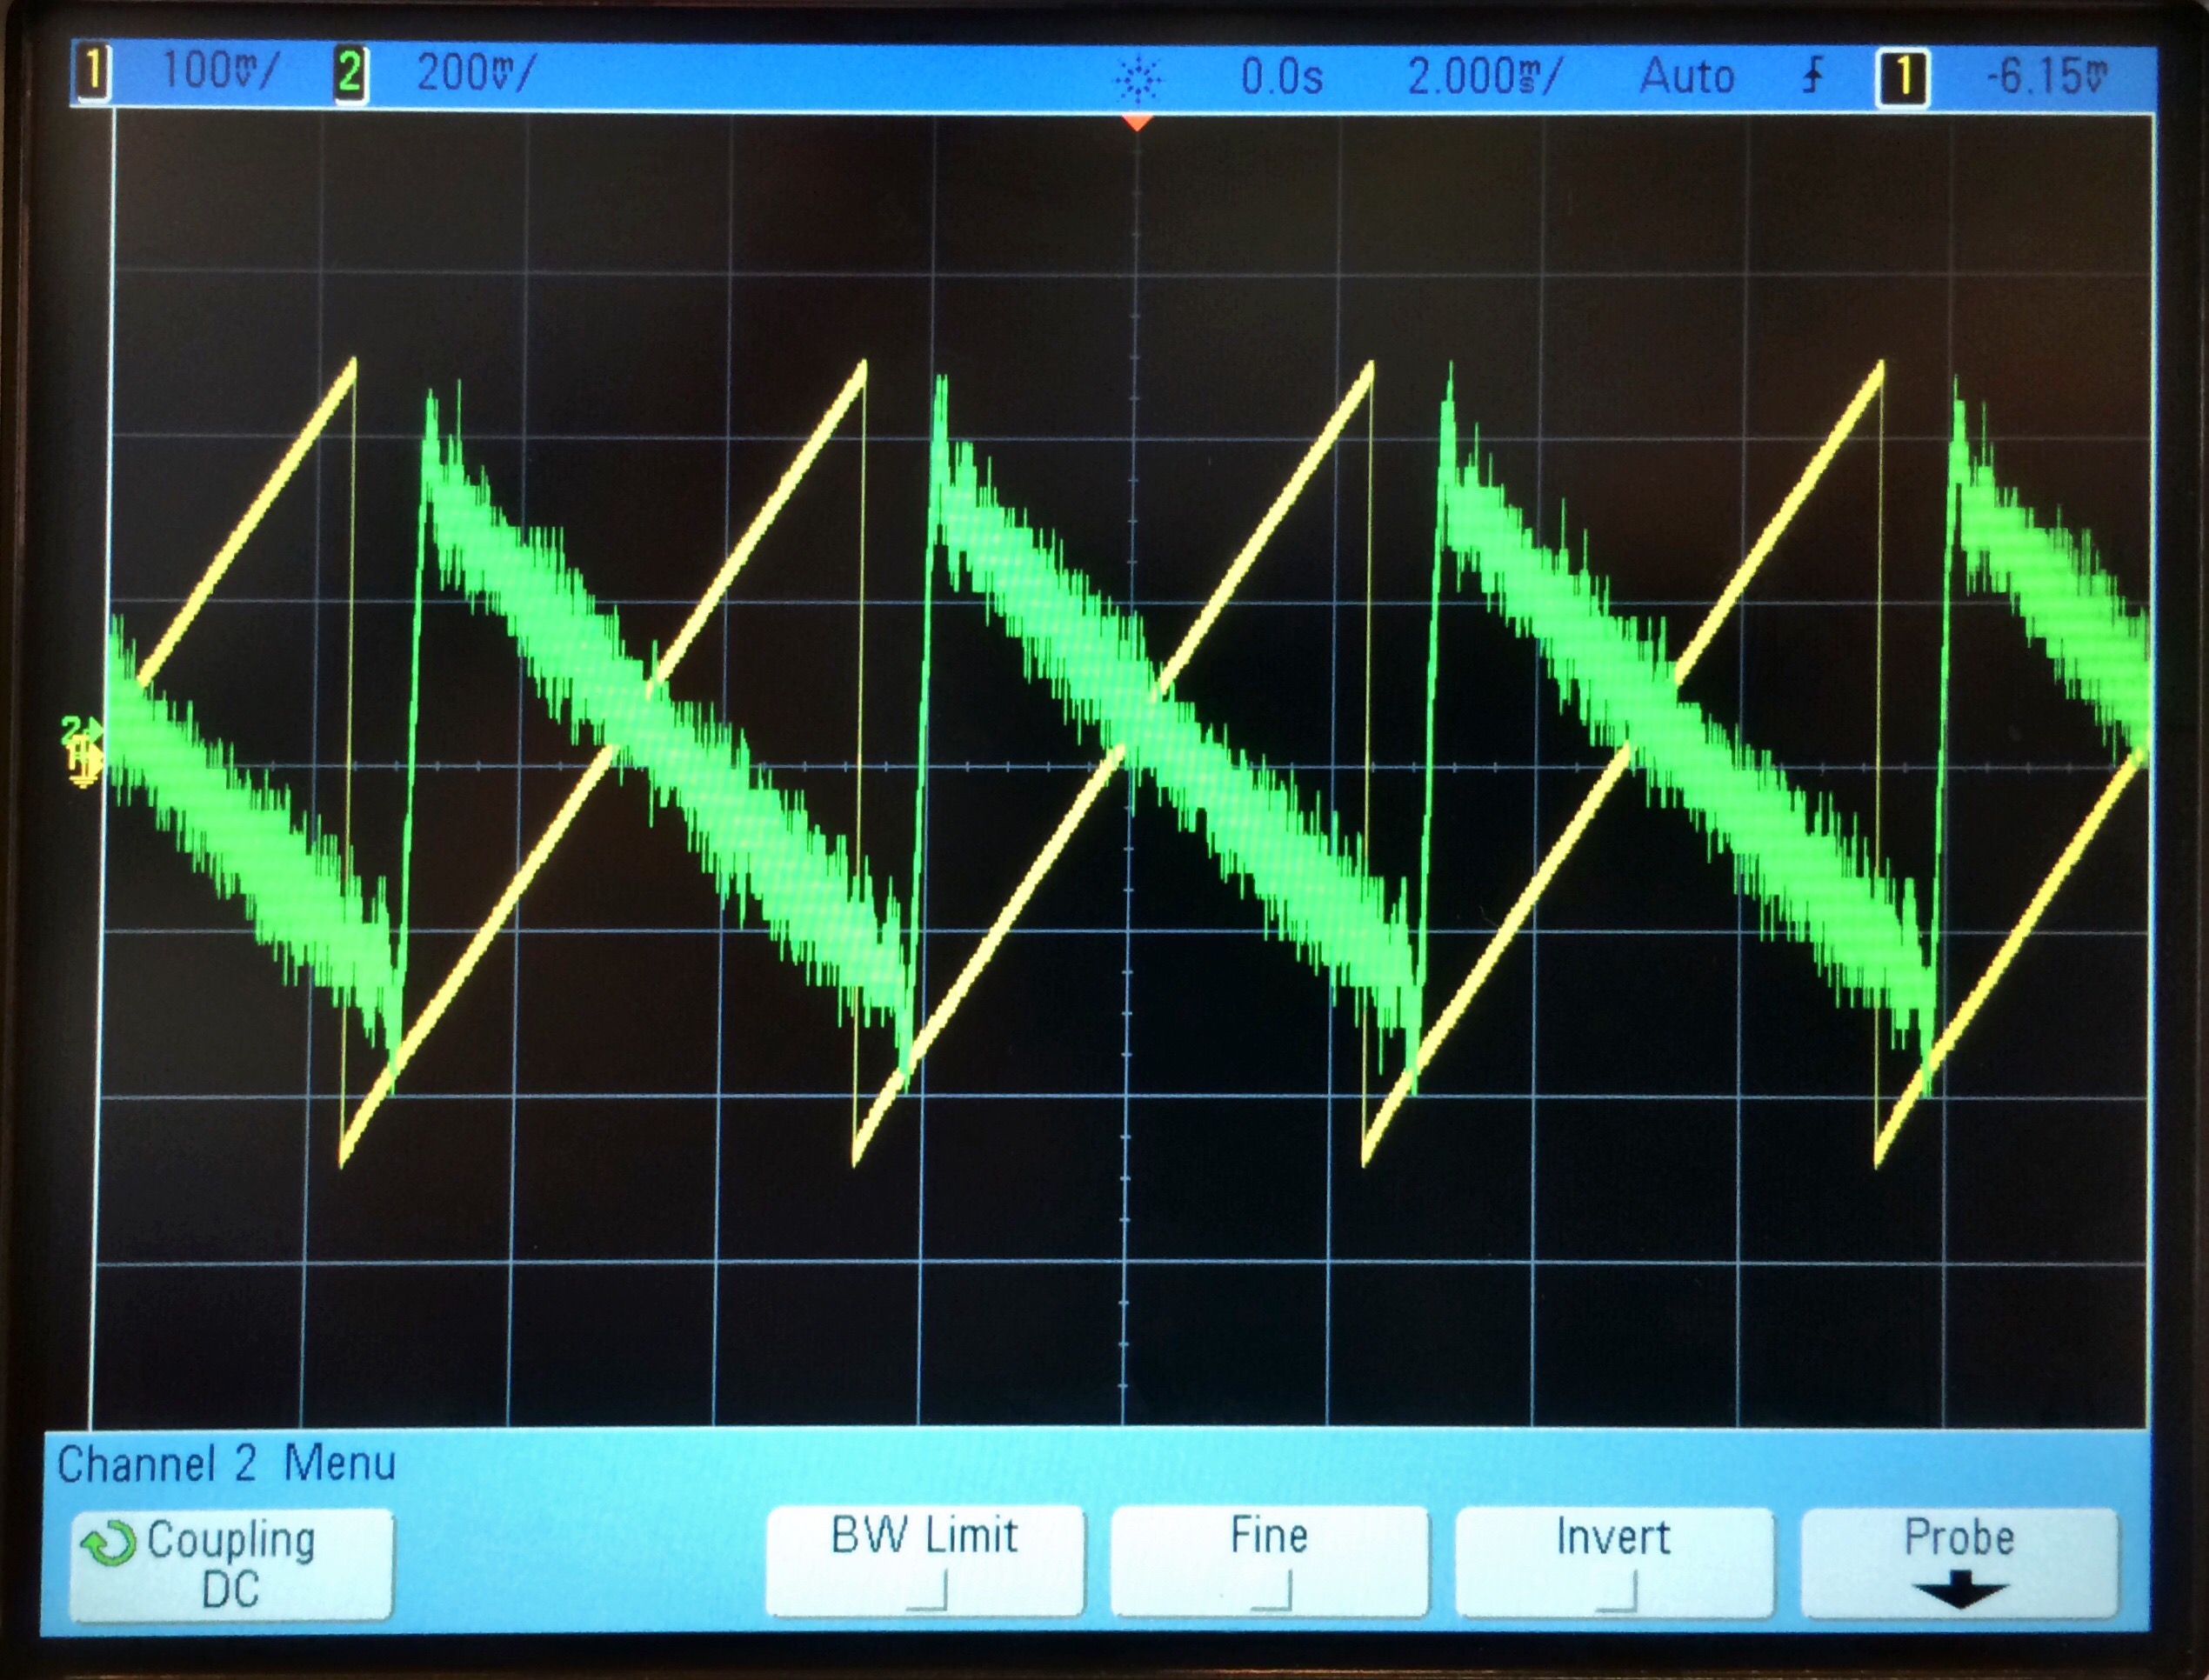 1 100mV/ 2 200mV/ 0.0s 2.000ms/ Auto 1 -6.15mV
2
Channel 2 Menu
Coupling BW Limit Fine Invert Probe
DC